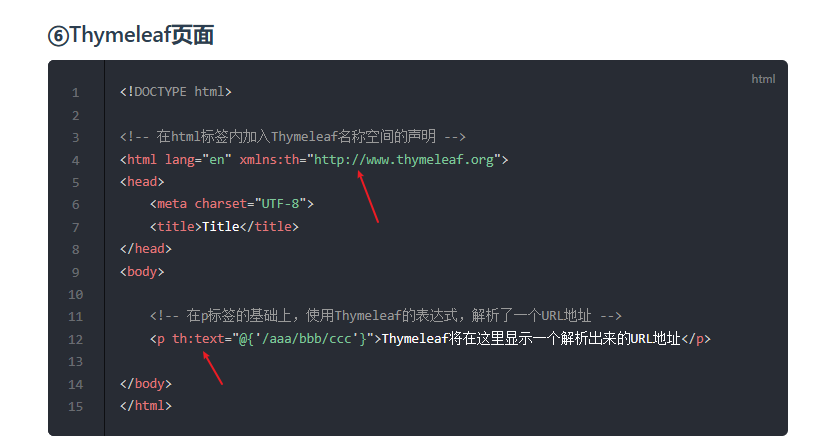 ⑥Thymeleaf页面
html
1 <!DOCTYPE html>
2
3 <!-- 在html标签内加入Thymeleaf名称空间的声明 -->
4 <html lang="en" xmlns:th="http://www.thymeleaf.org">
5 <head>
6     <meta charset="UTF-8">
7     <title>Title</title>
8 </head>
9 <body>
10
11     <!-- 在p标签的基础上，使用Thymeleaf的表达式，解析了一个URL地址 -->
12     <p th:text="@{'/aaa/bbb/ccc'}">Thymeleaf将在这里显示一个解析出来的URL地址</p>
13
14 </body>
15 </html>